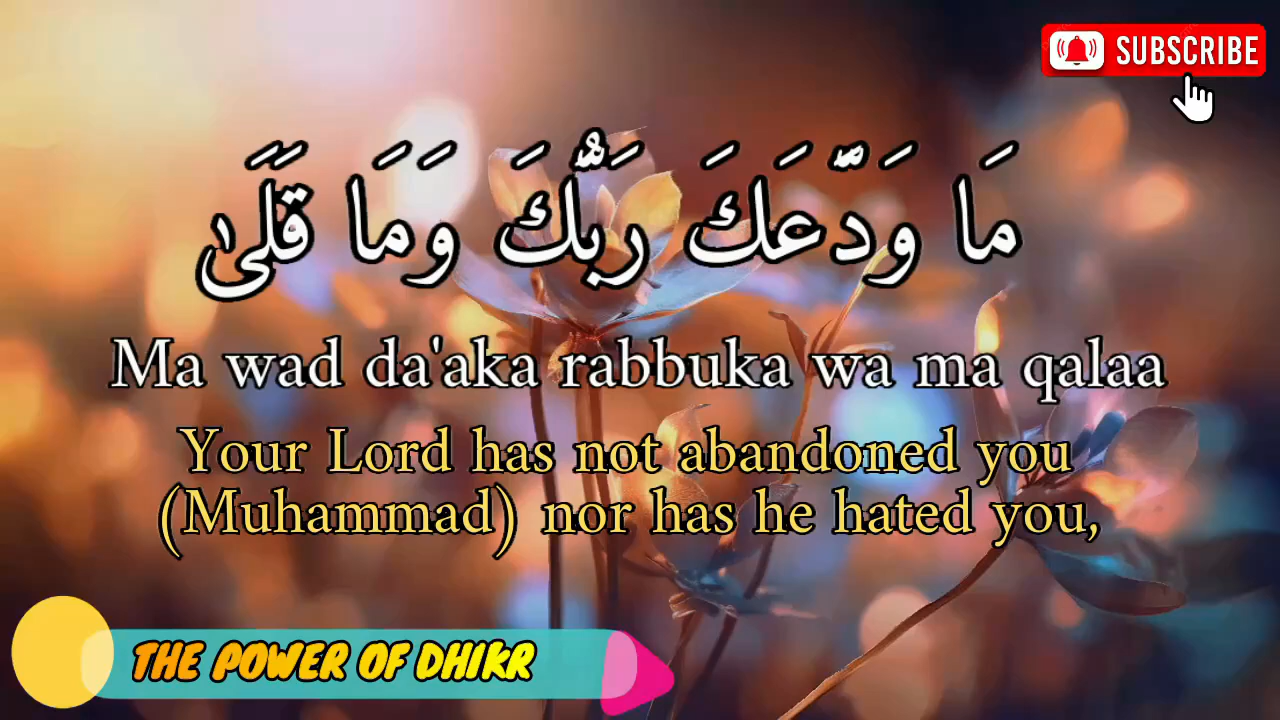 SUBSCRIBE
مَا وَدَّعَكَ رَبُّكَ وَمَا قَلَىٰ
Ma wad da'aka rabbuka wa ma qalaa
Your Lord has not abandoned you
(Muhammad) nor has he hated you,
THE POWER OF DHIKR